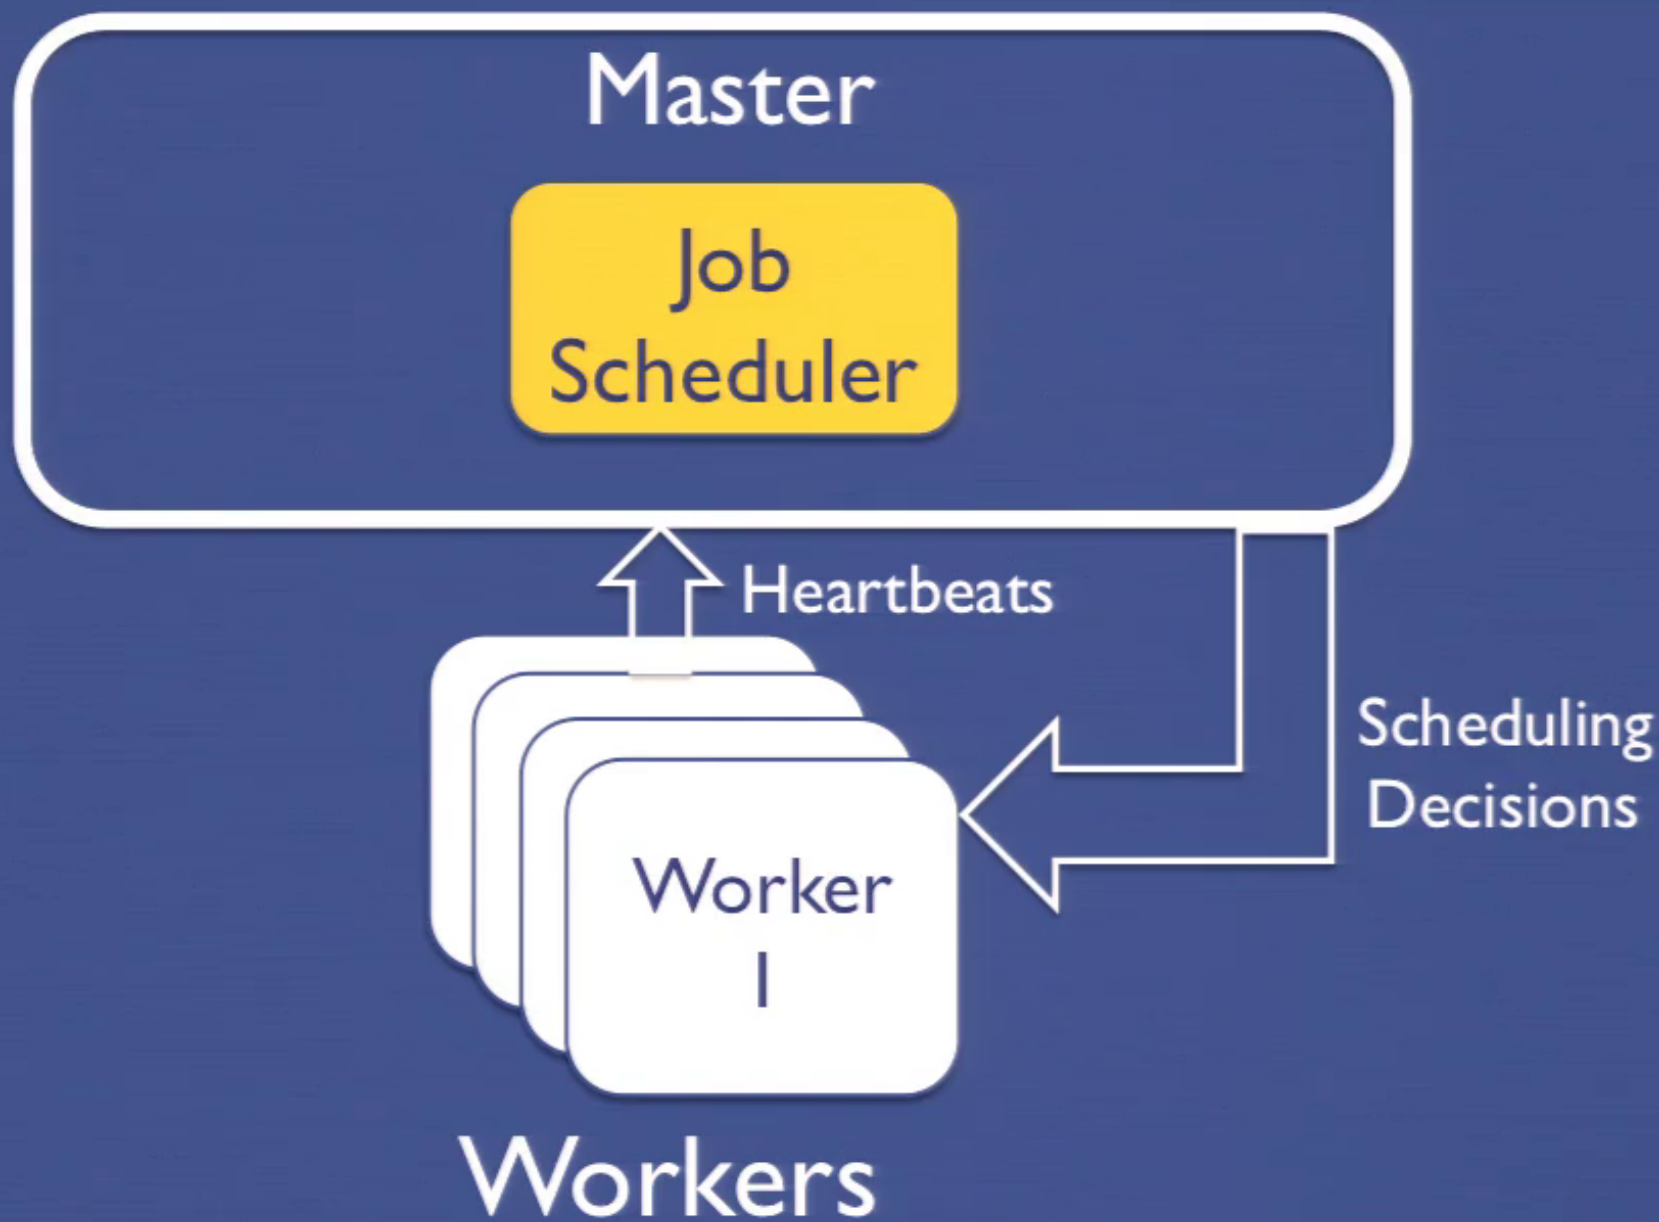 Master
Job
Scheduler
Heartbeats
Scheduling
Decisions
Worker
1
Workers